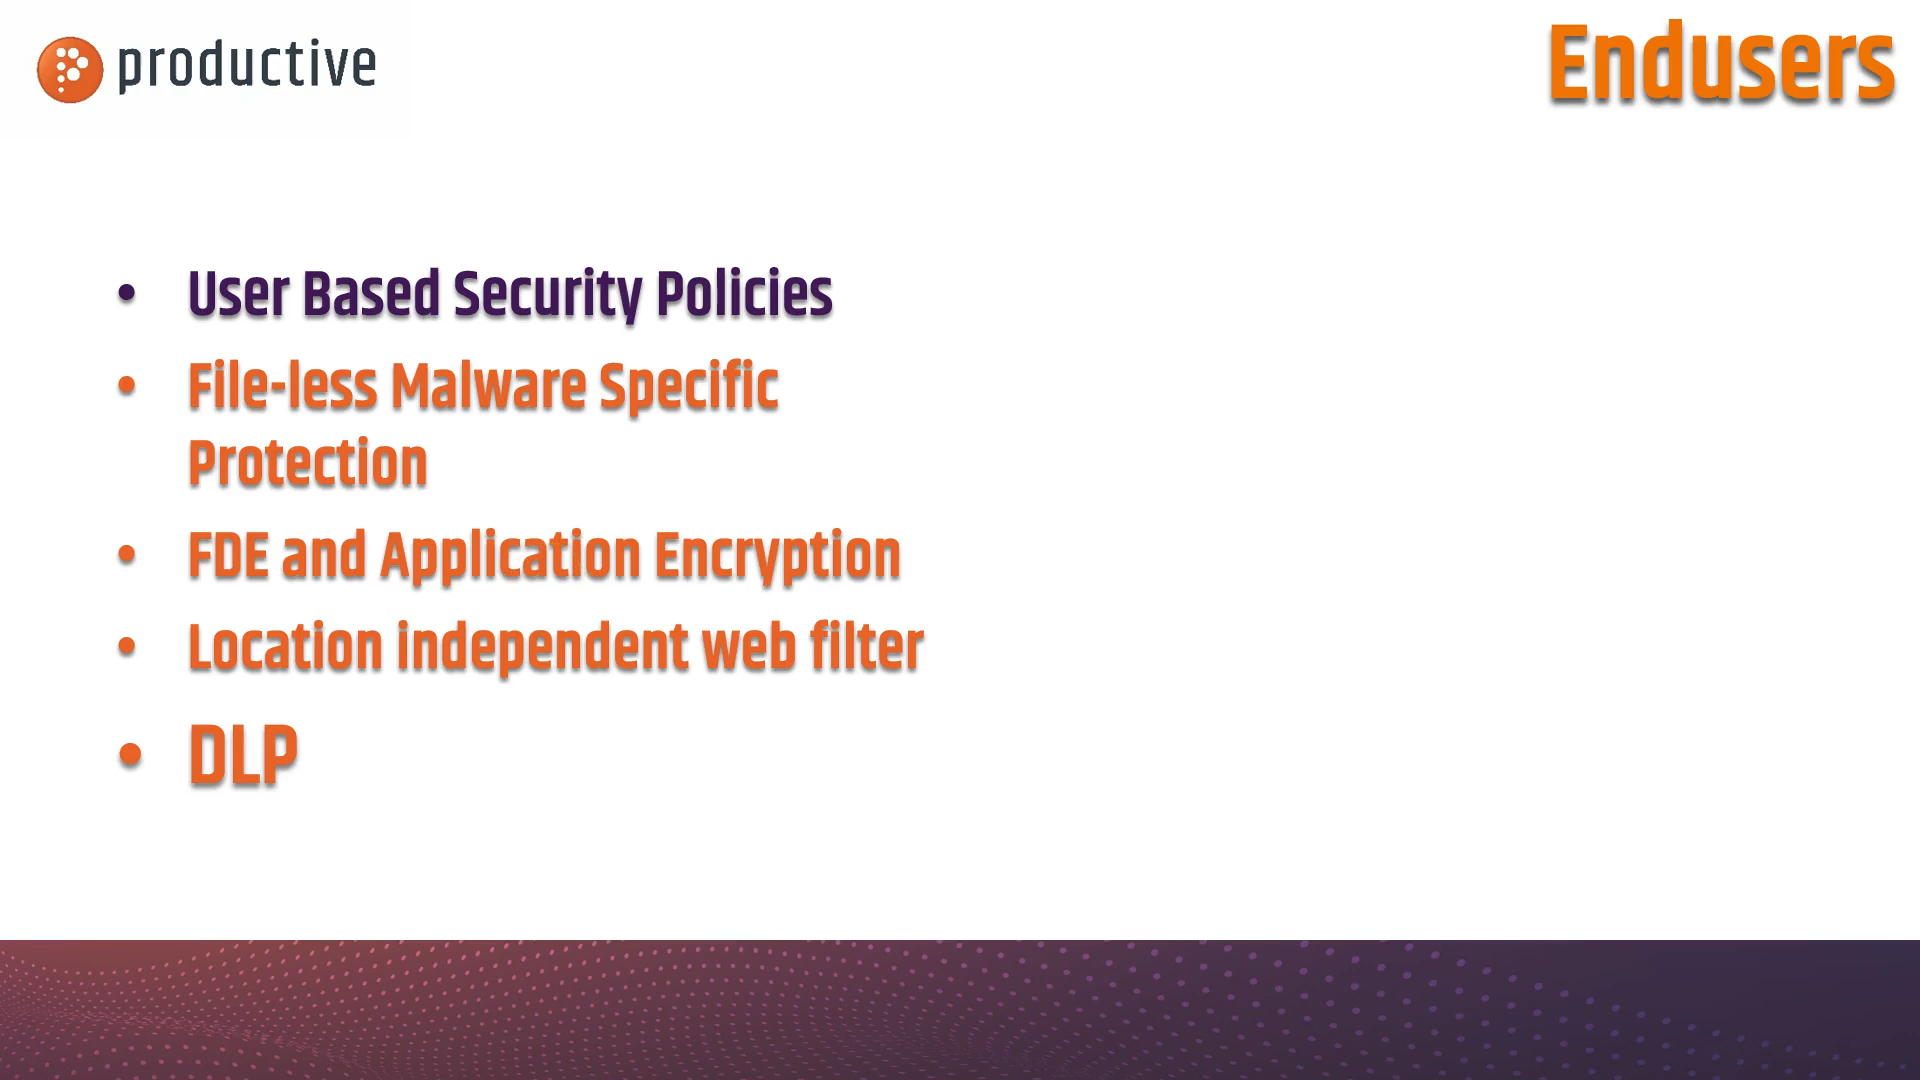 productive
Endusers
• User Based Security Policies
• File-less Malware Specific
Protection
• FDE and Application Encryption
• Location independent web filter
• DLP